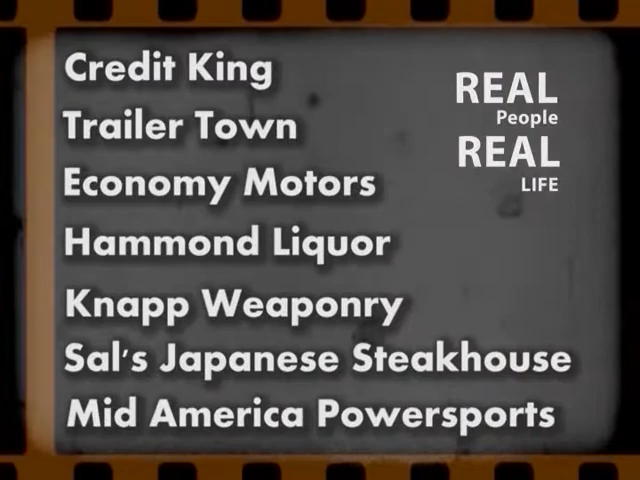 Credit King
Trailer Town
Economy Motors
Hammond Liquor
Knapp Weaponry
Sal's Japanese Steakhouse
Mid America Powersports
REAL
People
REAL
LIFE